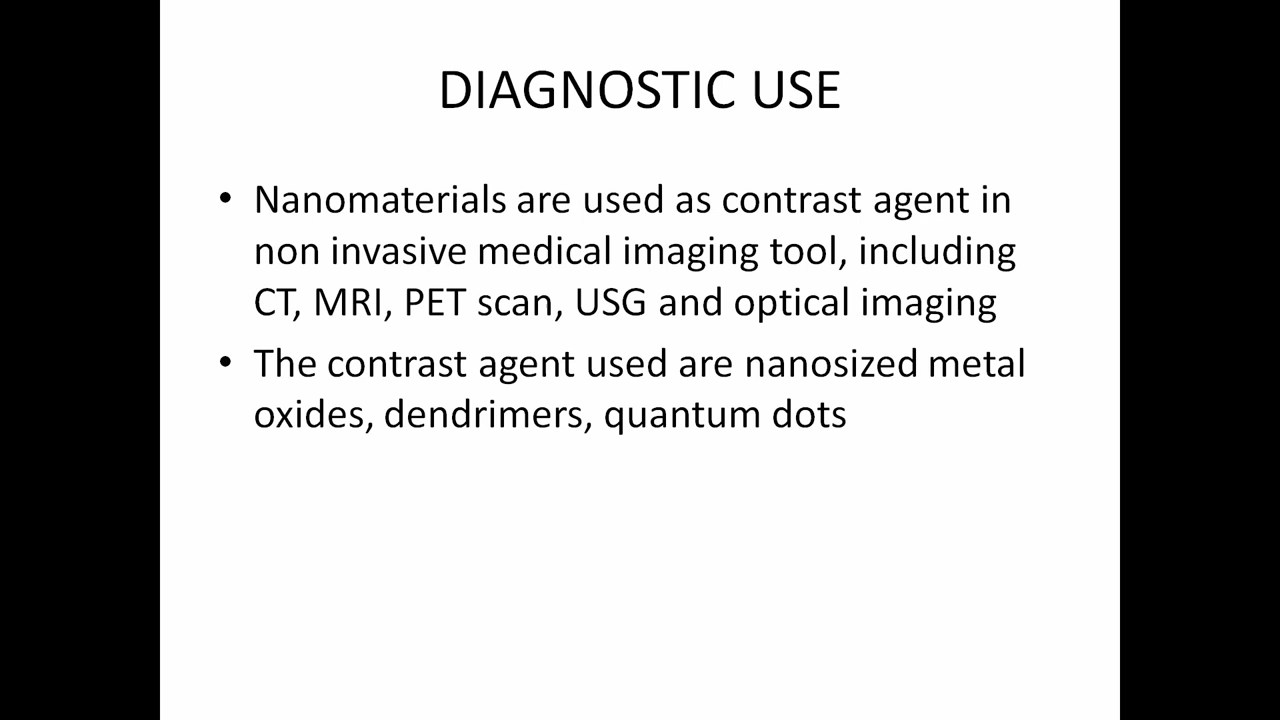 DIAGNOSTIC USE
• Nanomaterials are used as contrast agent in
non invasive medical imaging tool, including
CT, MRI, PET scan, USG and optical imaging
• The contrast agent used are nanosized metal
oxides, dendrimers, quantum dots